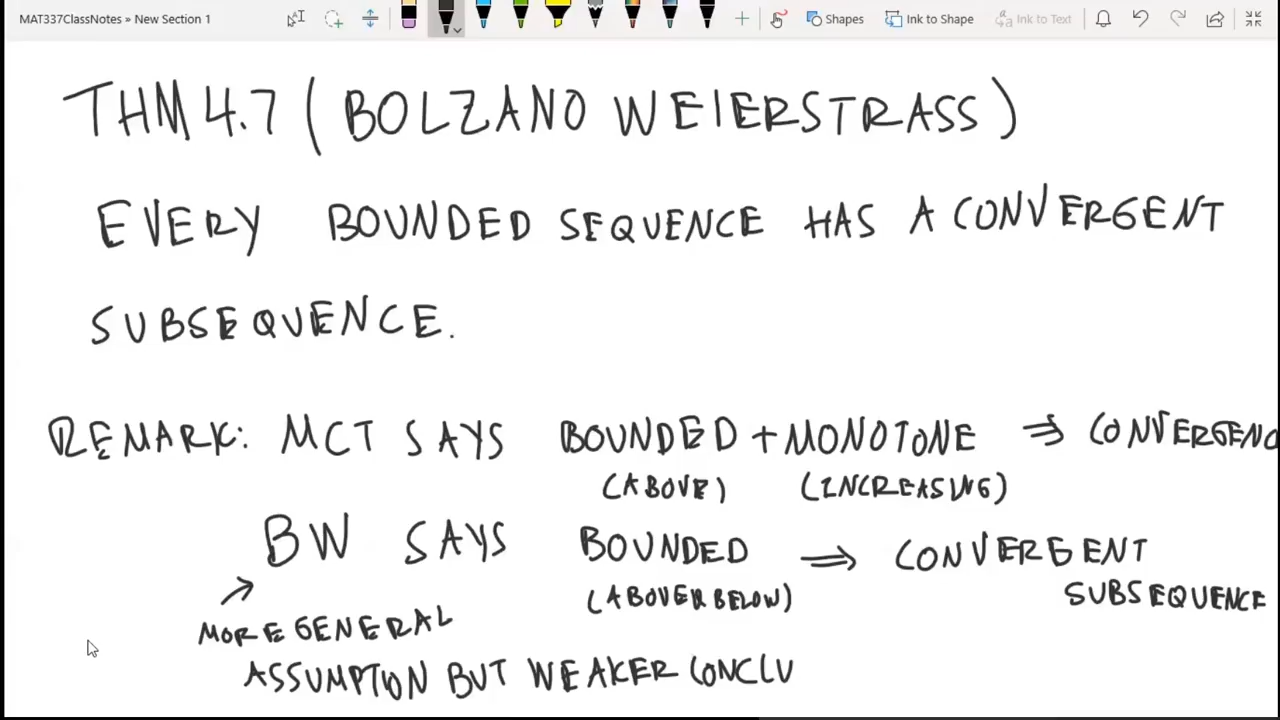 MAT337ClassNotes » New Section 1
Shapes
Ink to Shape
Ink to Text
THM 4.7 (BOLZANO WEIERSTRASS)
EVERY BOUNDED SEQUENCE HAS A CONVERGENT
SUBSEQUENCE.
REMARK: MCT SAYS BOUNDED + MONOTONE ⇒ CONVERGENC
(ABOVE) (INCREASING)
BW SAYS BOUNDED ⇒ CONVERGENT
(ABOVE & BELOW) SUBSEQUENCE
MORE GENERAL
ASSUMPTION BUT WEAKER CONCLU